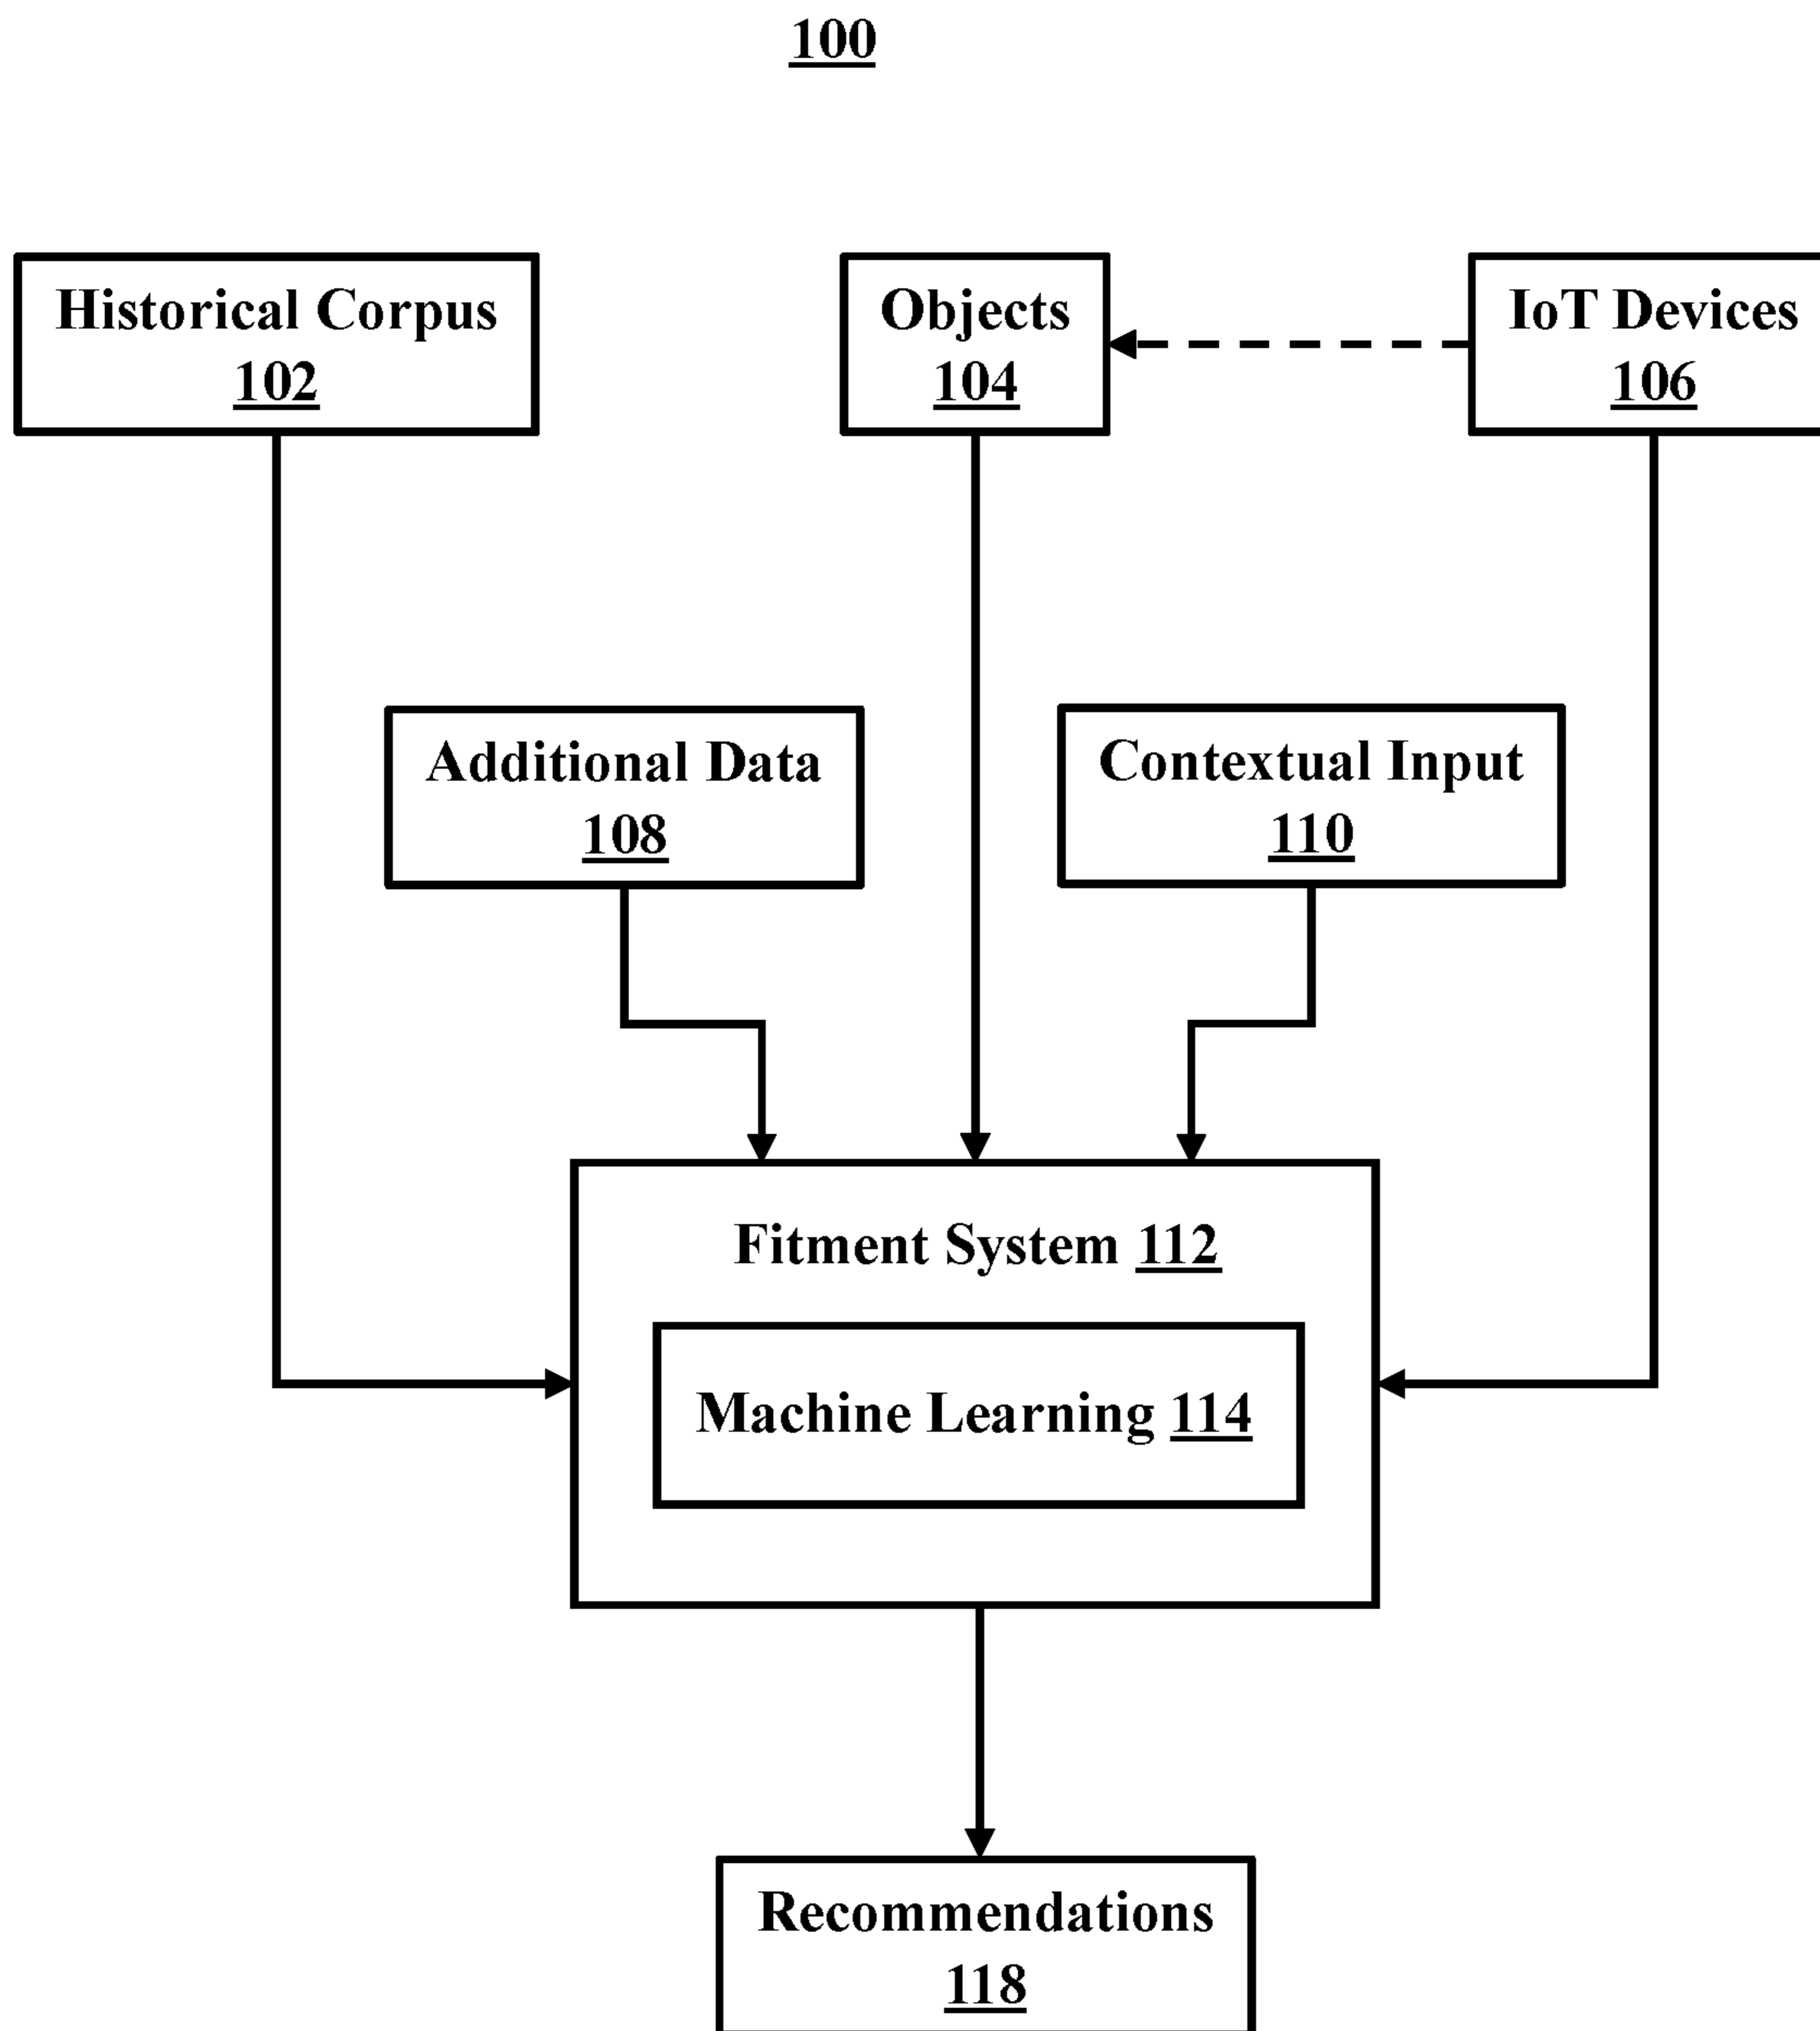 100
Historical Corpus
102
Objects
104
IoT Devices
106
Additional Data
108
Contextual Input
110
Fitment System 112
Machine Learning 114
Recommendations
118